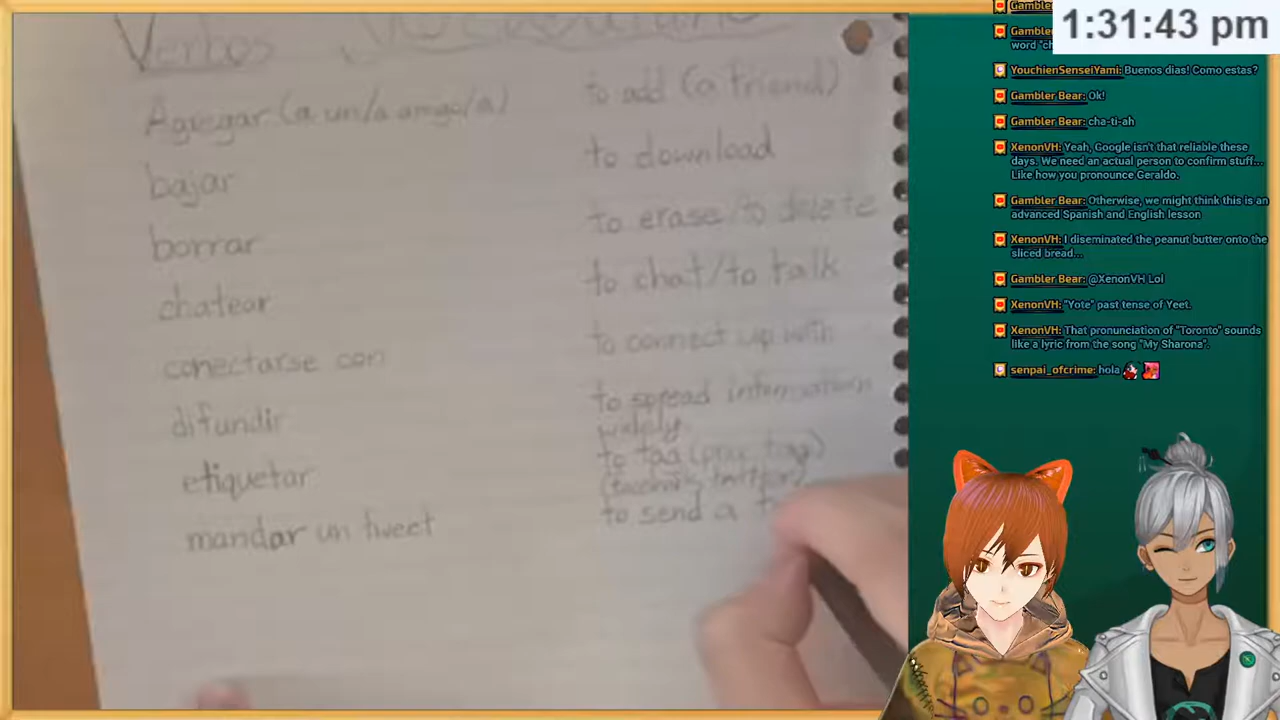 Verbos
Agregar (a un/a amigo/a)
to add (a friend)
bajar
to download
borrar
to erase/to delete
chatear
to chat/to talk
conectarse con
to connect up with
difundir
to spread information
widely
etiquetar
to tag
mandar un tweet
to send a t
1:31:43 pm
Gambler
word "ch
YouchienSenseiYami: Buenos dias! Como estas?
Gambler Bear: Ok!
Gambler Bear: cha-ti-ah
XenonVH: Yeah, Google isn't that reliable these
days. We need an actual person to confirm stuff...
Like how you pronounce Geraldo.
Gambler Bear: Otherwise, we might think this is an
advanced Spanish and English lesson
XenonVH: I diseminated the peanut butter onto the
sliced bread...
Gambler Bear: @XenonVH Lol
XenonVH: "Yote" past tense of Yeet.
XenonVH: That pronunciation of "Toronto" sounds
like a lyric from the song "My Sharona".
senpai_ofcrime: hola